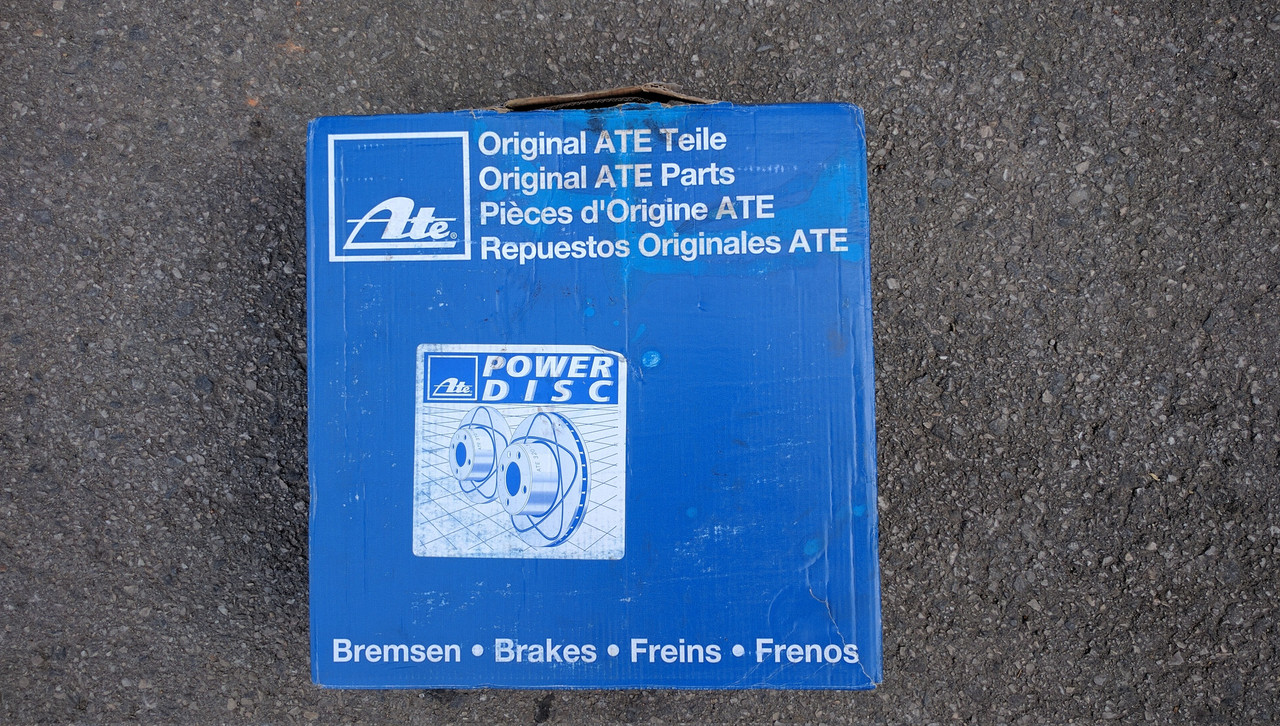 Original ATE Teile
Original ATE Parts
Pièces d'Origine ATE
Repuestos Originales ATE
Ate®
Ate
POWER
DISC
Bremsen • Brakes • Freins • Frenos